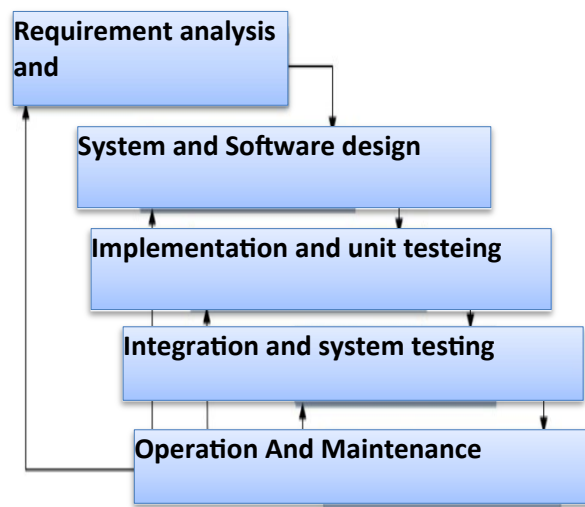 Requirement analysis
and
System and Software design
Implementation and unit testeing
Integration and system testing
Operation And Maintenance